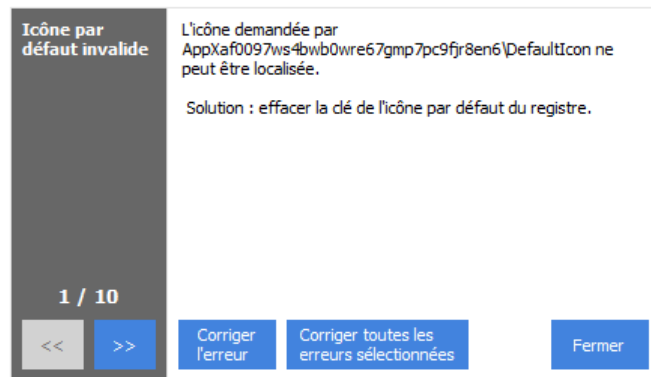 Icône par
défaut invalide
L'icône demandée par
AppXaf0097ws4bwb0wre67gmp7pc9fjr8en6\DefaultIcon ne
peut être localisée.
Solution : effacer la clé de l'icône par défaut du registre.
1 / 10
<<
>>
Corriger
l'erreur
Corriger toutes les
erreurs sélectionnées
Fermer